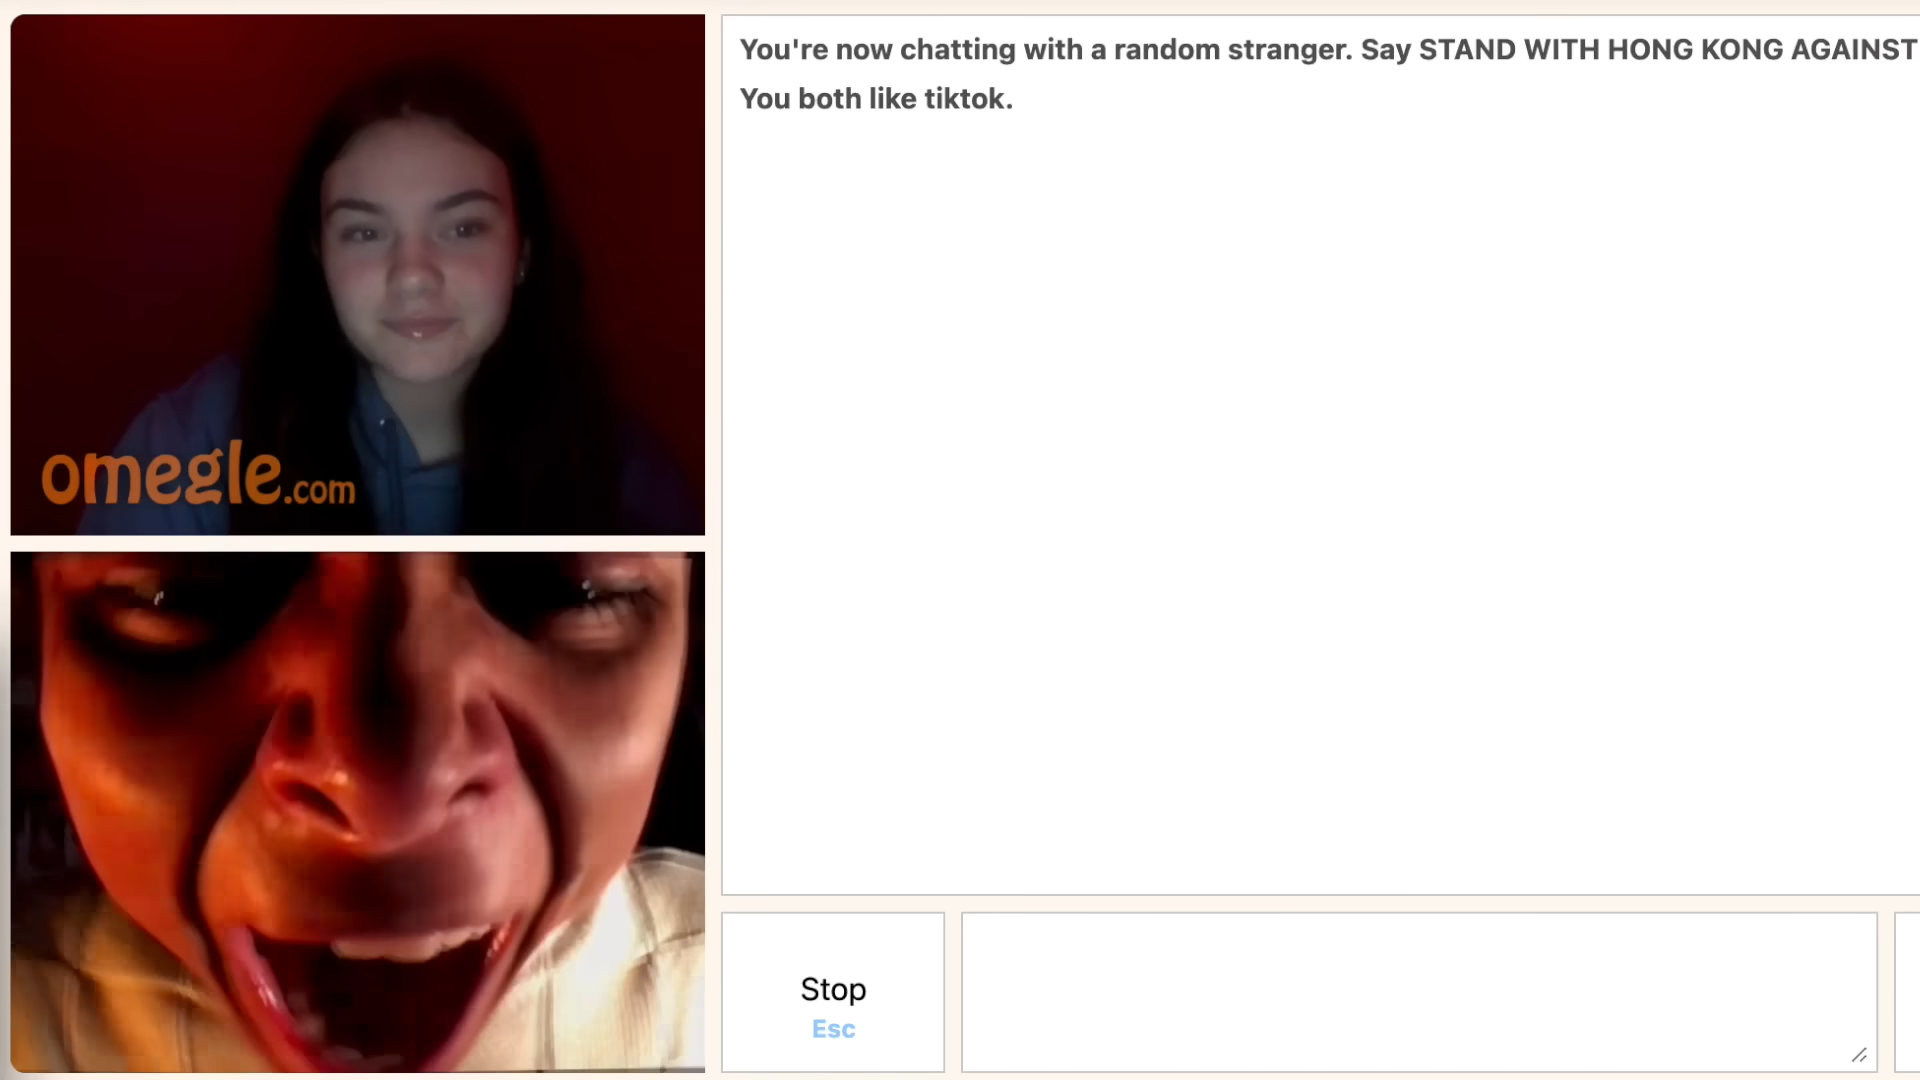 You're now chatting with a random stranger. Say STAND WITH HONG KONG AGAINST
You both like tiktok.
omegle.com
Stop
Esc